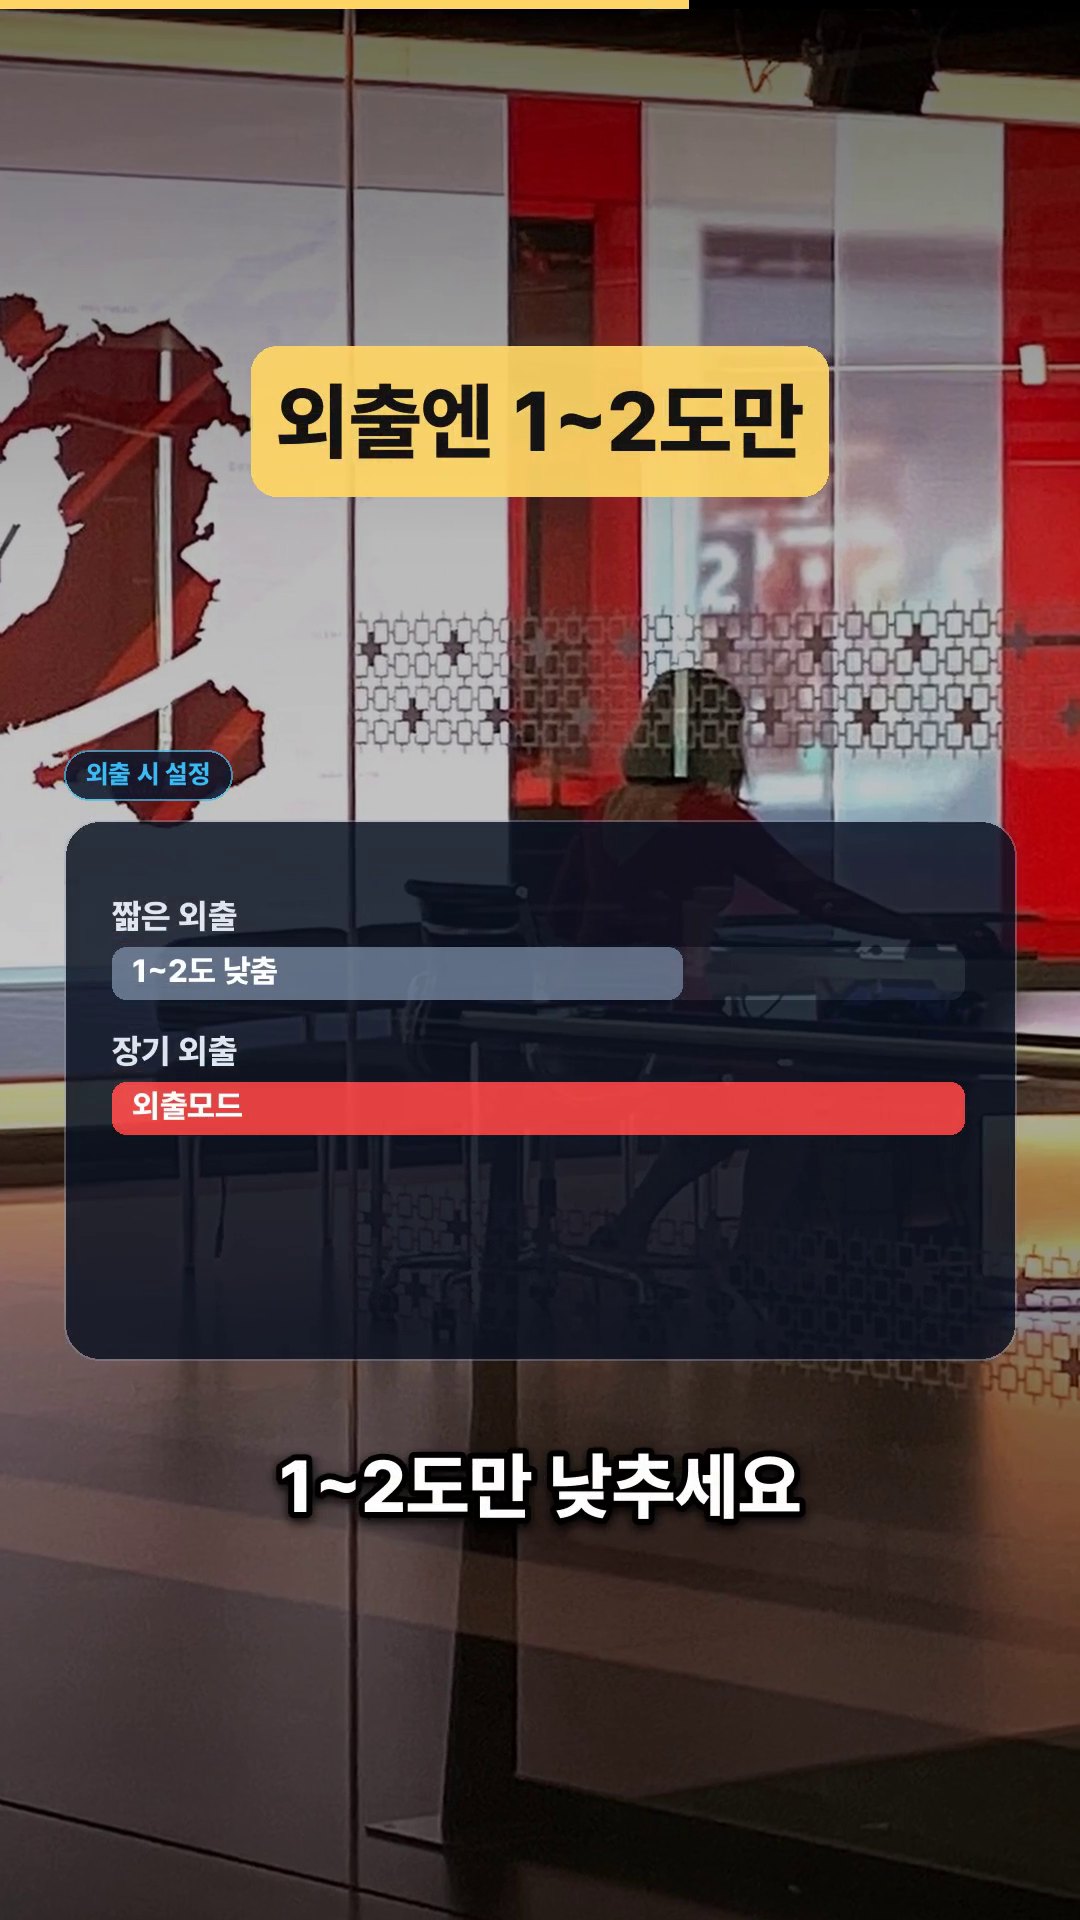 외출엔 1~2도만
2
외출 시 설정
짧은 외출
1~2도 낮춤
장기 외출
외출모드
1~2도만 낮추세요